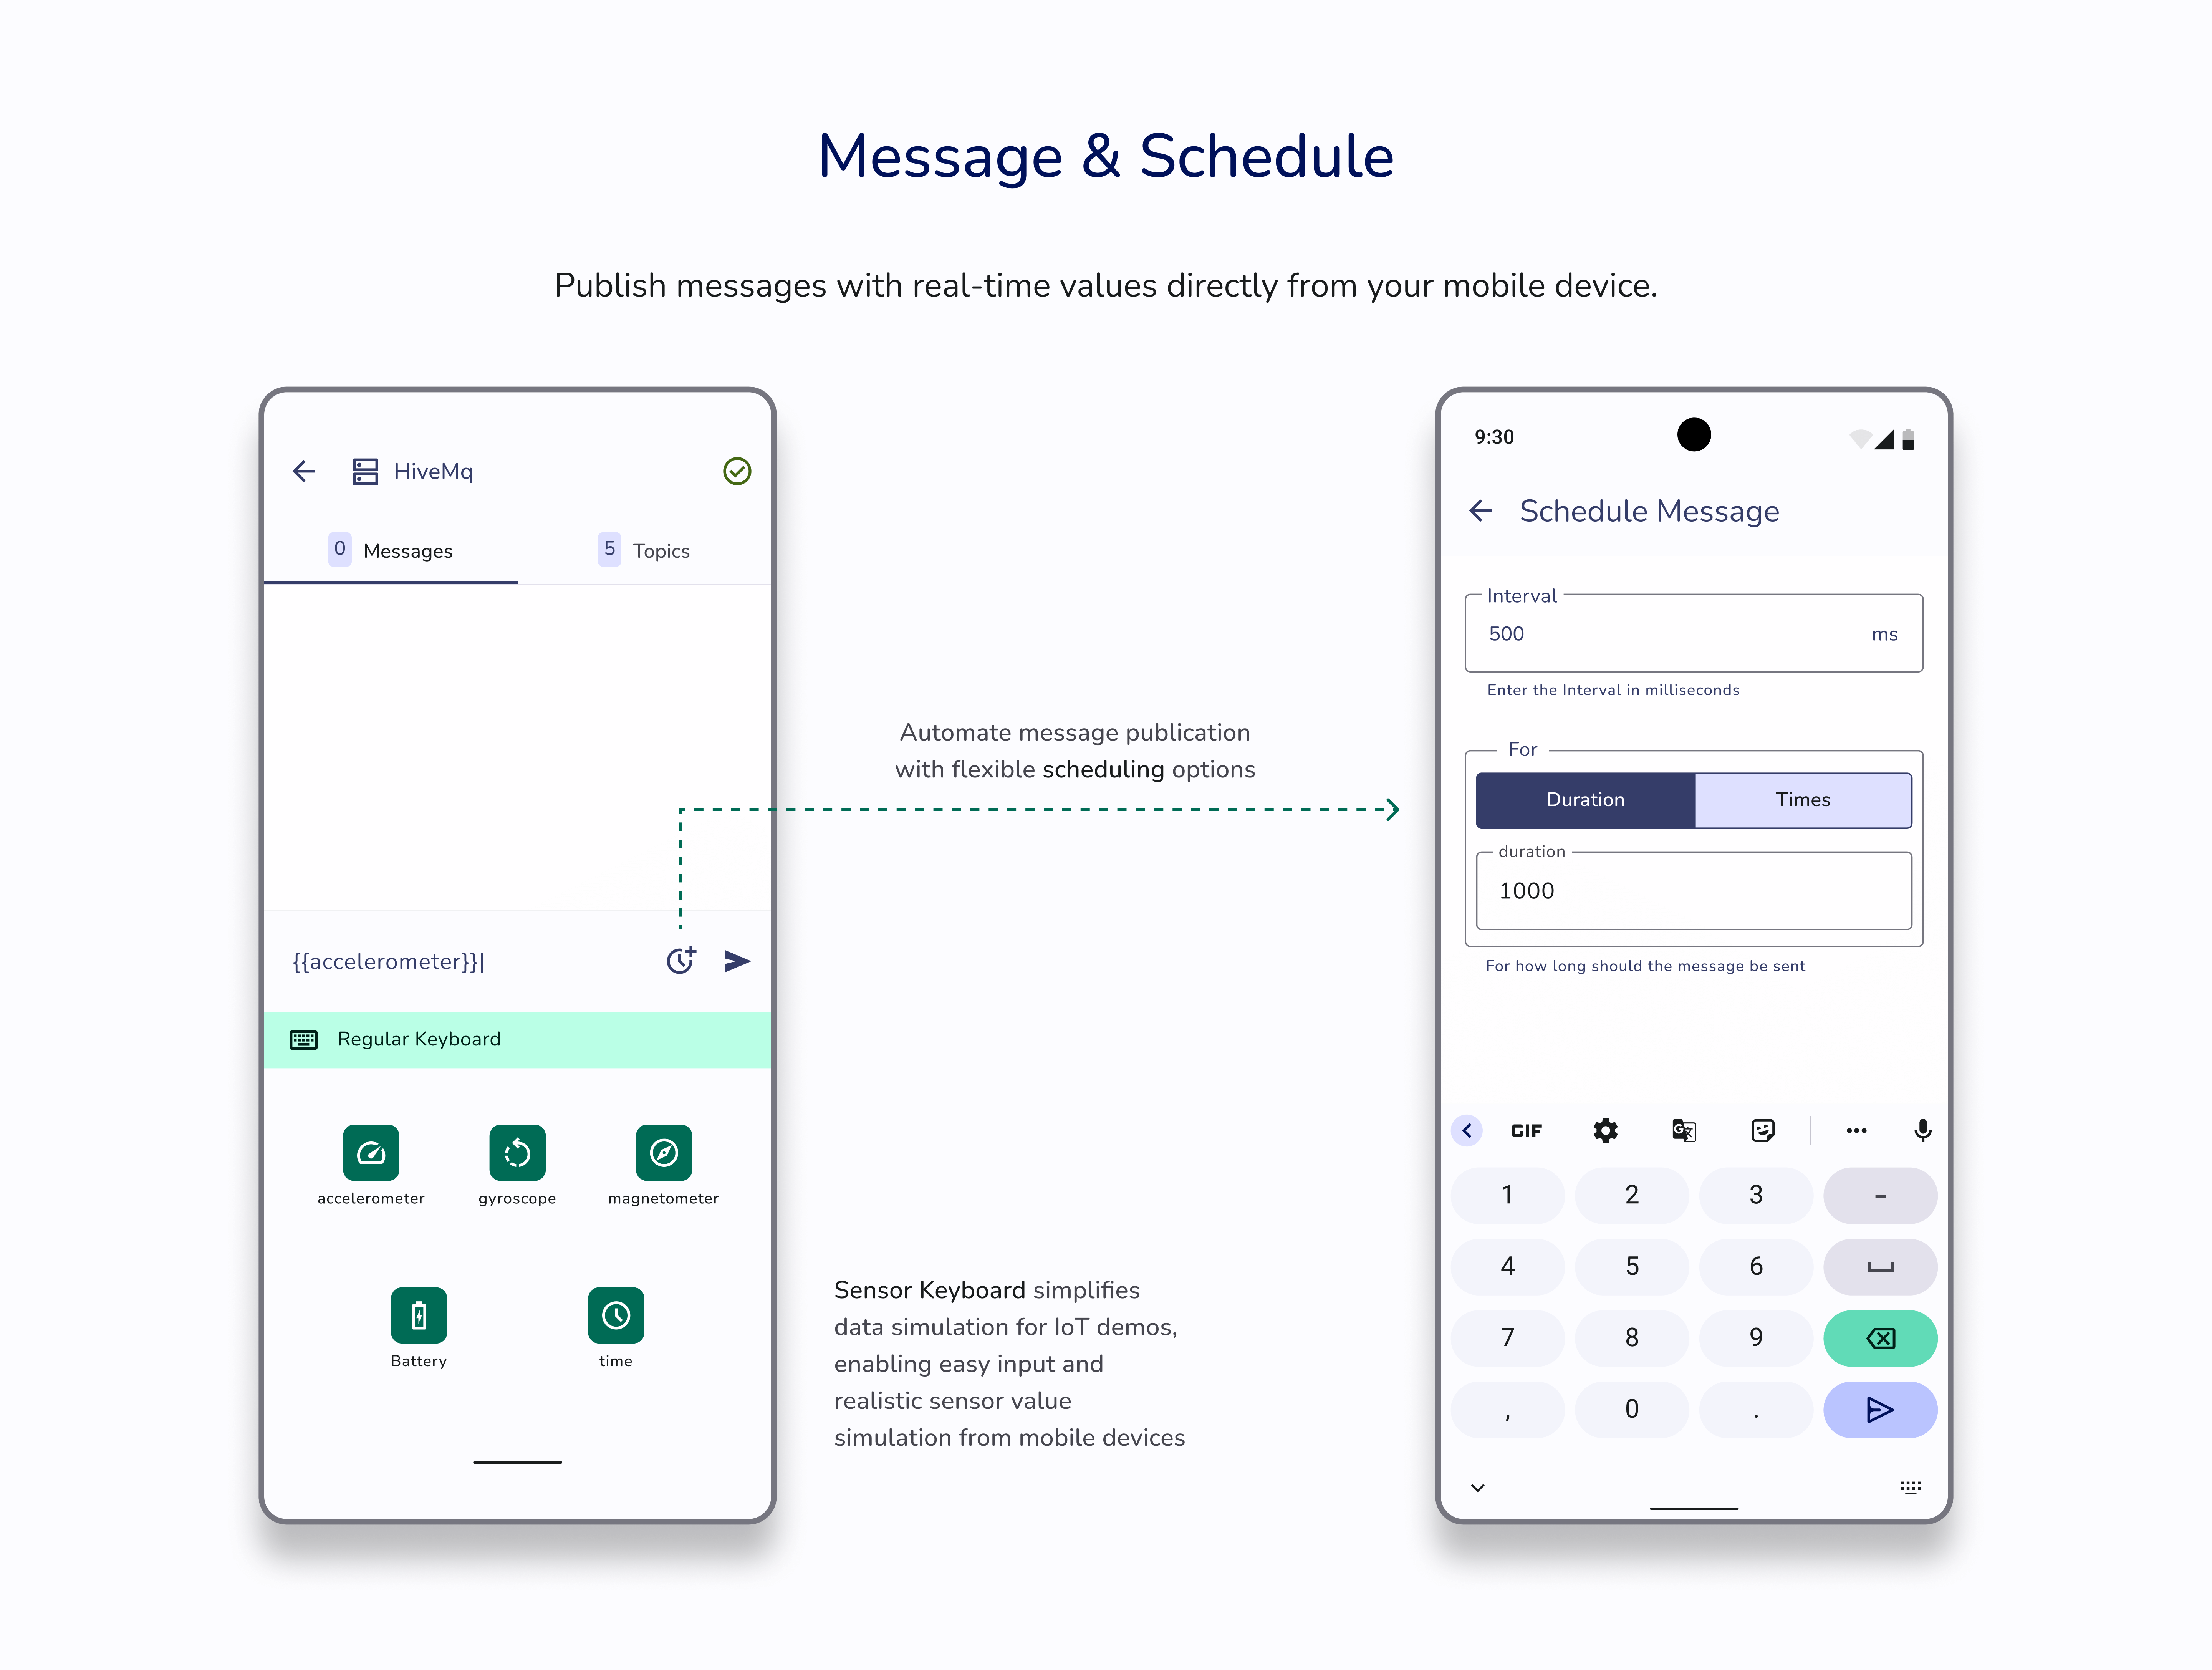 Message & Schedule
Publish messages with real-time values directly from your mobile device.
HiveMq
0 Messages
5 Topics
{{accelerometer}}|
Regular Keyboard
accelerometer
gyroscope
magnetometer
Battery
time
Automate message publication
with flexible scheduling options
Sensor Keyboard simplifies
data simulation for IoT demos,
enabling easy input and
realistic sensor value
simulation from mobile devices
9:30
Schedule Message
Interval
500 ms
Enter the Interval in milliseconds
For
Duration Times
duration
1000
For how long should the message be sent
GIF
1 2 3 -
4 5 6
7 8 9
, 0 .